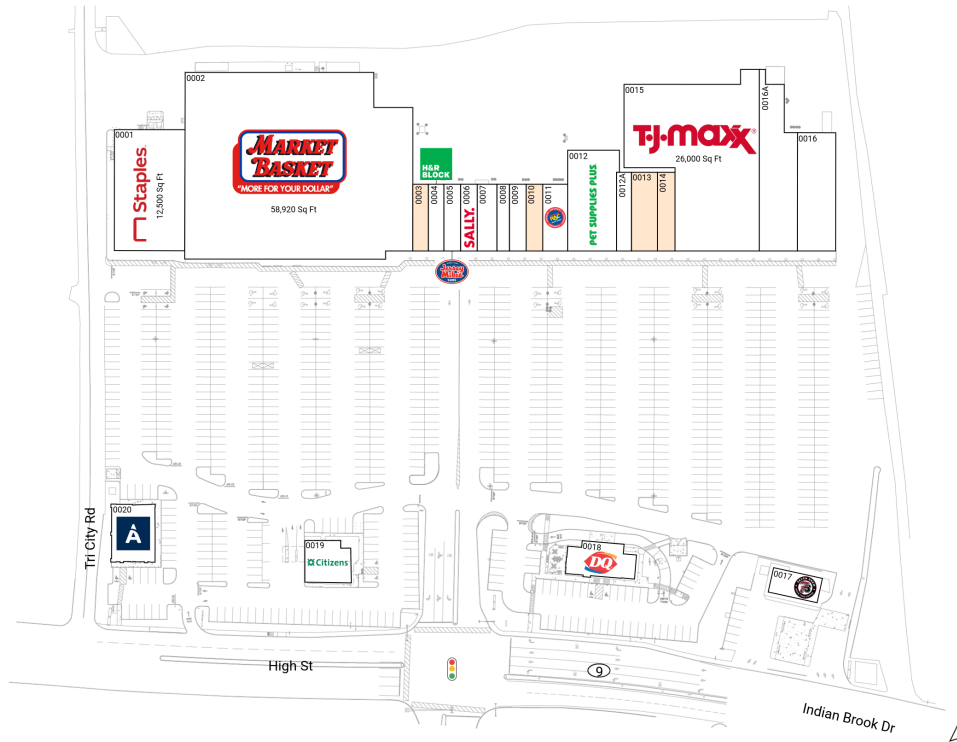 0002
0001
Staples
12,500 Sq Ft
MARKET
BASKET
"MORE FOR YOUR DOLLAR"
58,920 Sq Ft
H&R
BLOCK
0003
0004
0005
0006
SALLY.
0007
0008
0009
0010
0011
0012
PET SUPPLIES PLUS
0012A
0013
0014
0015
T·J·maxx
26,000 Sq Ft
0016A
0016
Jersey
Mike's
SUBS
0020
A
0019
Citizens
0018
DQ
0017
Tri City Rd
High St
9
Indian Brook Dr